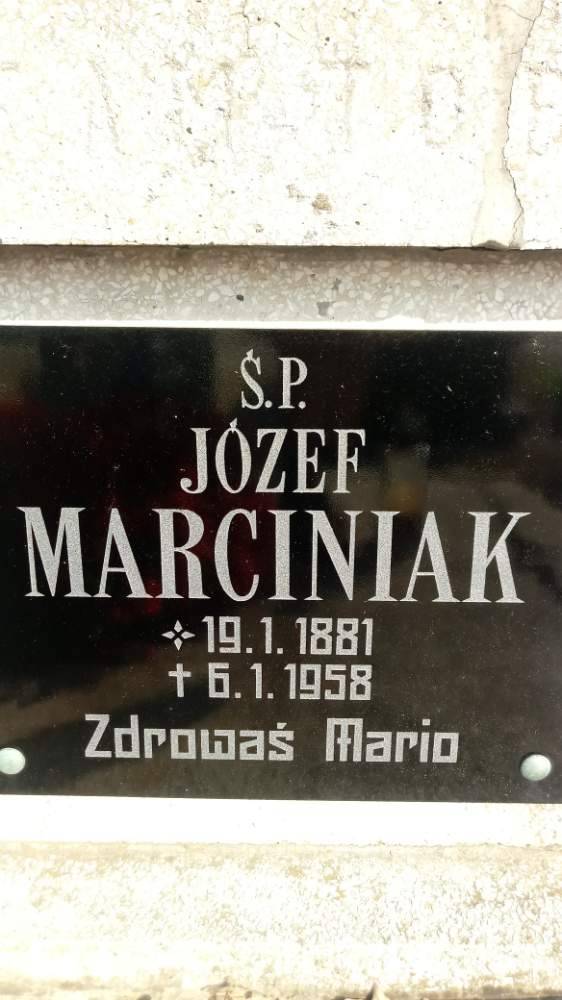 Ś.P.
JÓZEF
MARCINIAK
19.1.1881
† 6.1.1958
Zdrowaś Mario